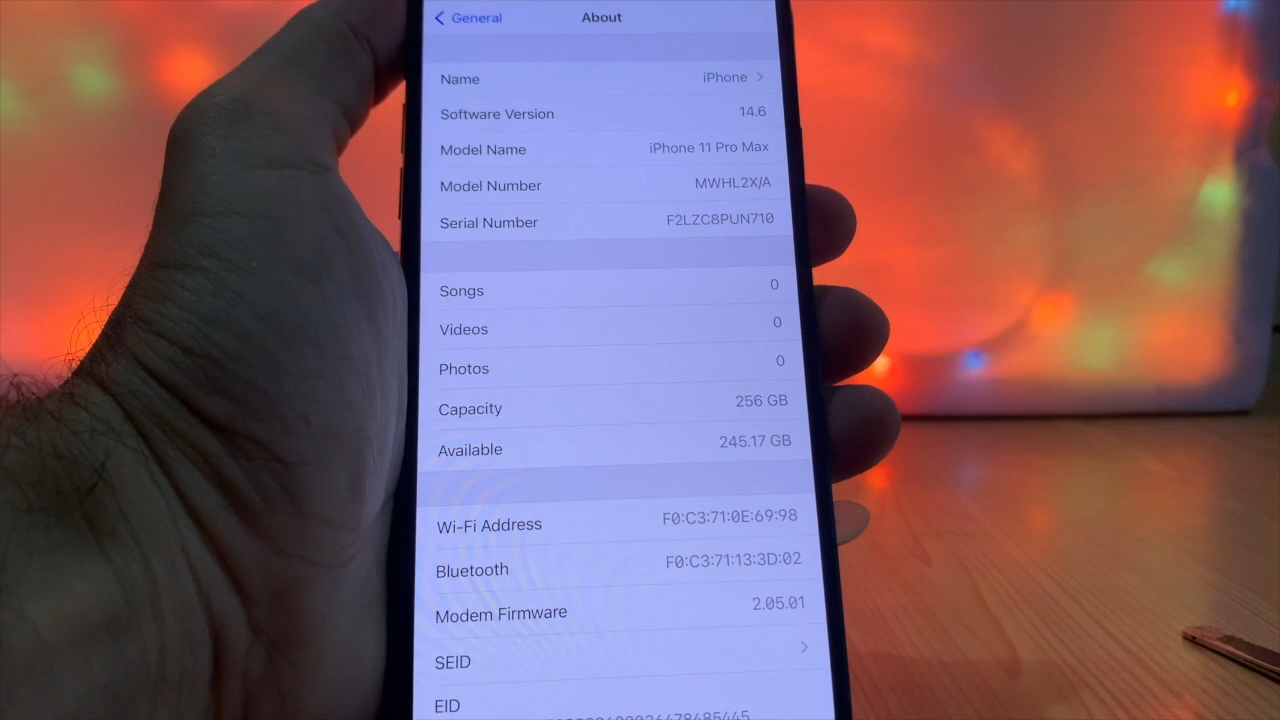 General About
Name iPhone
Software Version 14.6
Model Name iPhone 11 Pro Max
Model Number MWHL2X/A
Serial Number F2LZC8PUN710
Songs 0
Videos 0
Photos 0
Capacity 256 GB
Available 245.17 GB
Wi-Fi Address F0:C3:71:0E:69:98
Bluetooth F0:C3:71:13:3D:02
Modem Firmware 2.05.01
SEID
EID